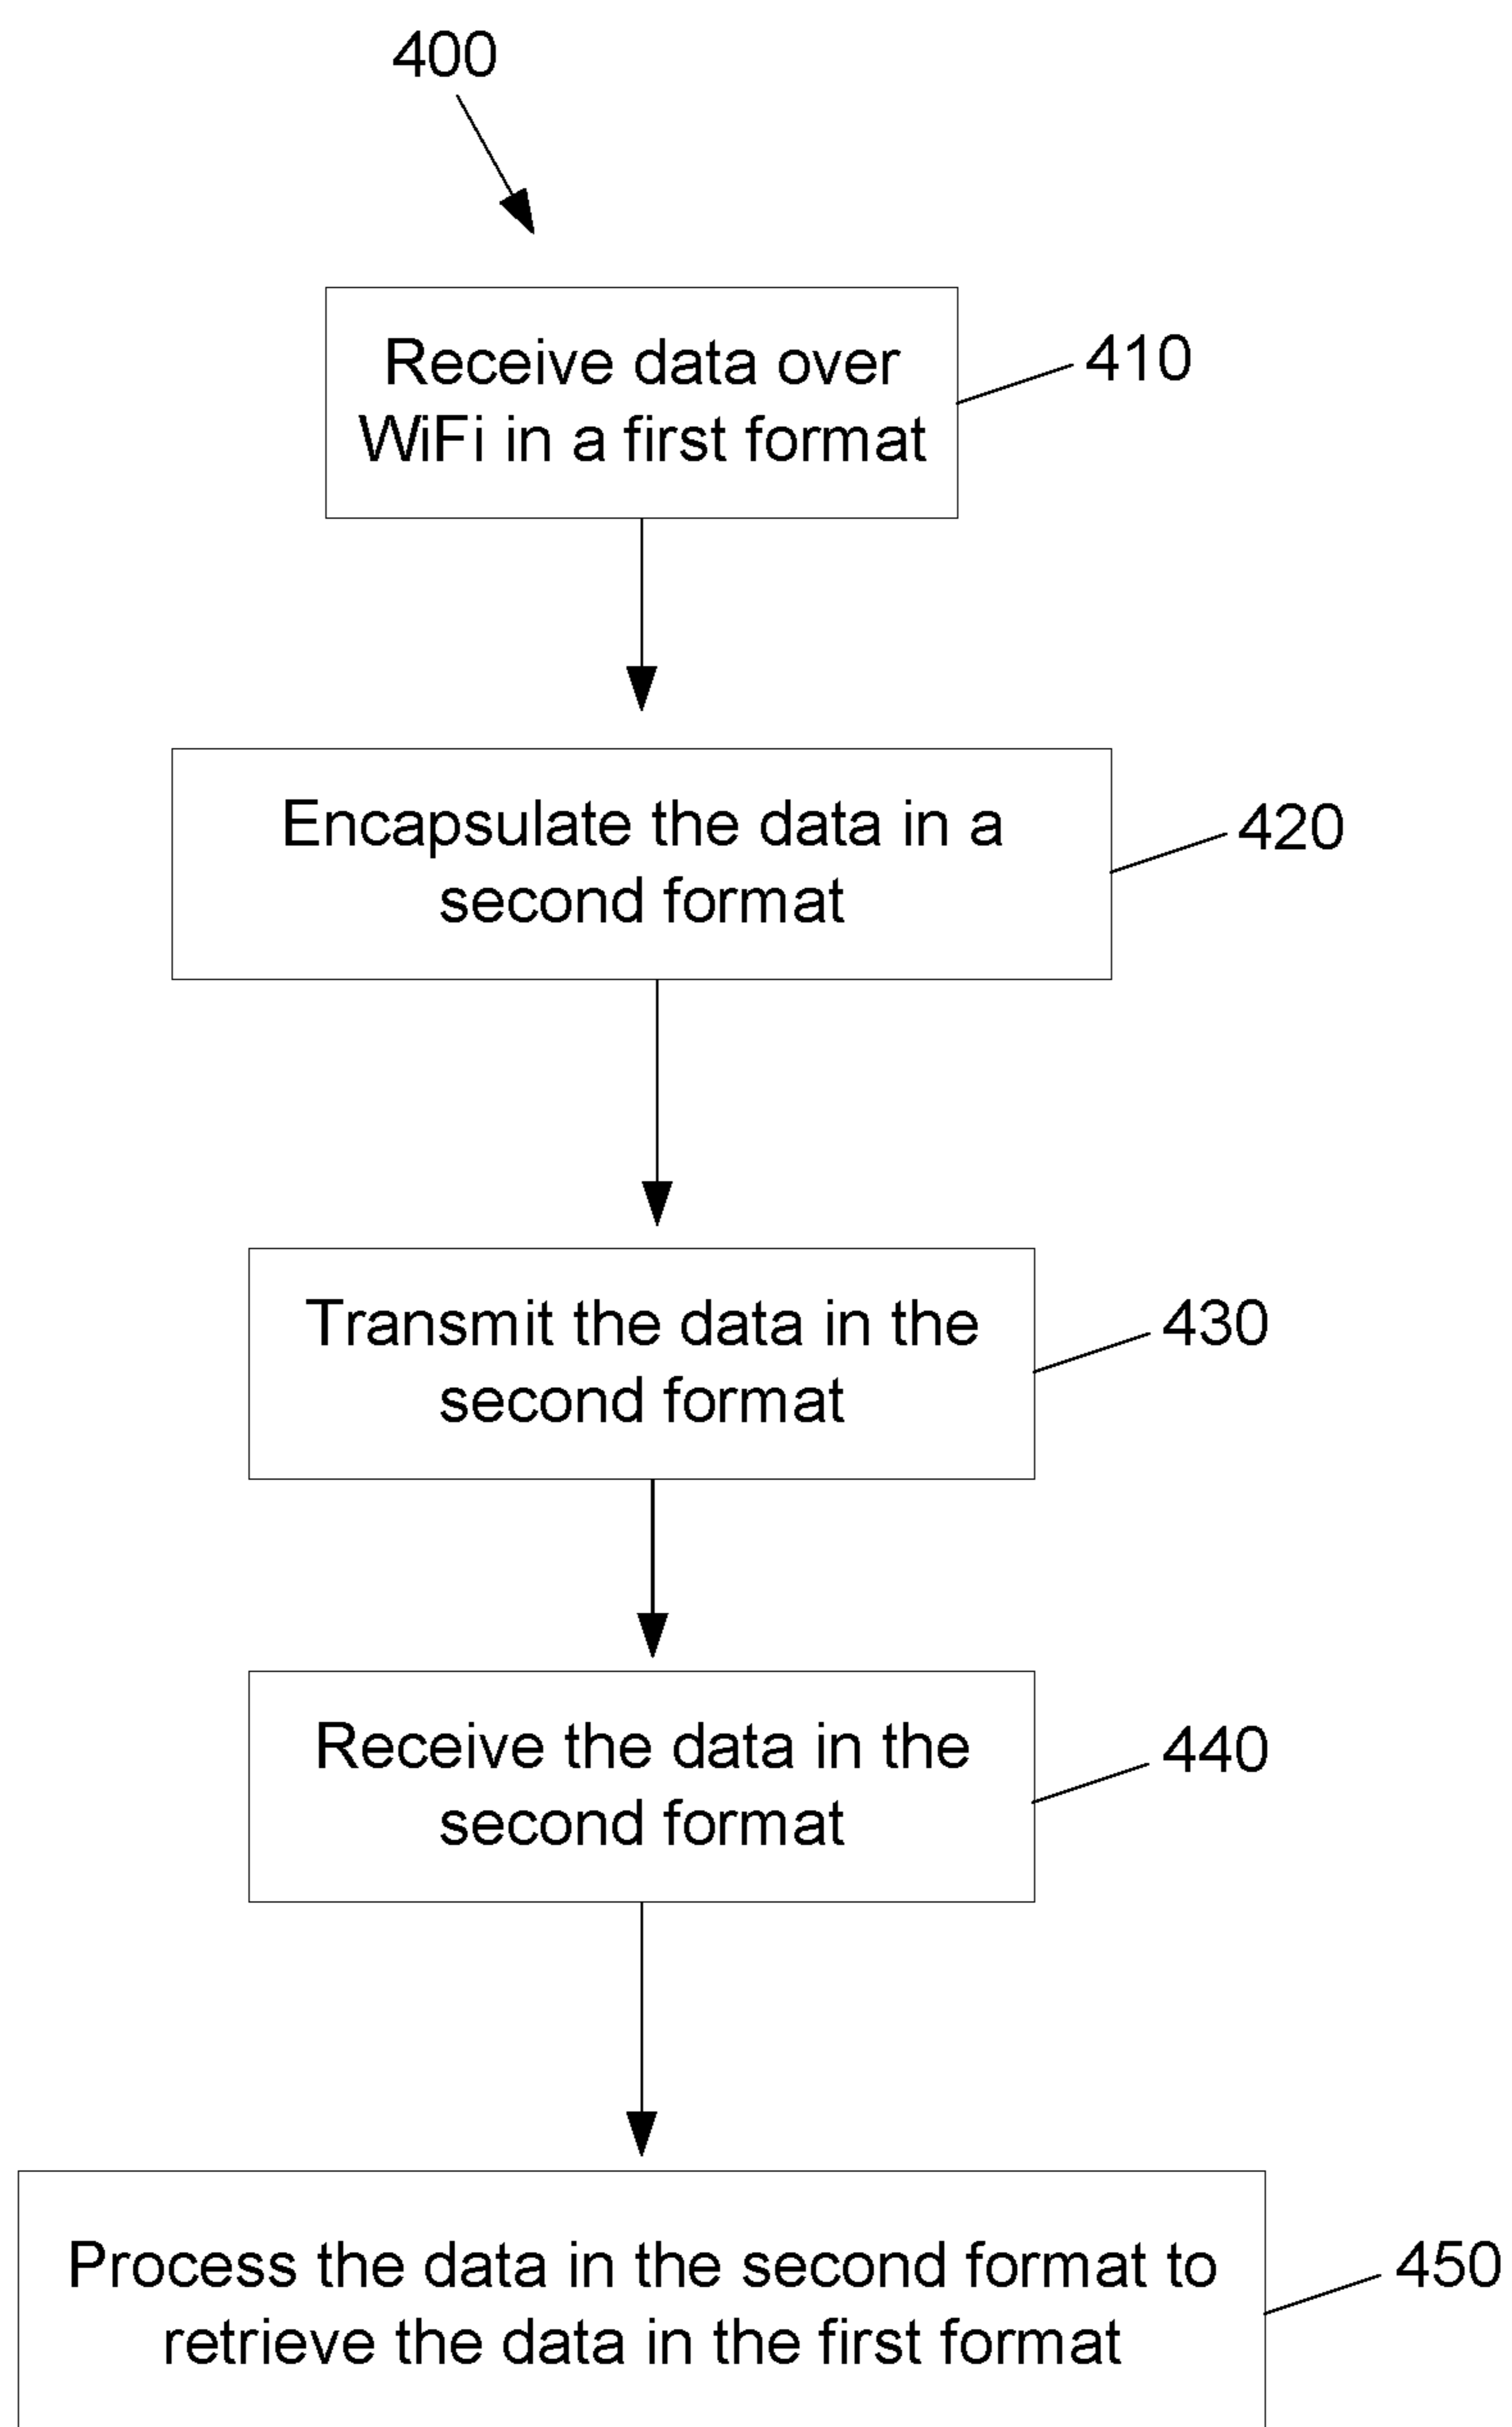 400
Receive data over
WiFi in a first format
410
Encapsulate the data in a
second format
420
Transmit the data in the
second format
430
Receive the data in the
second format
440
Process the data in the second format to
retrieve the data in the first format
450